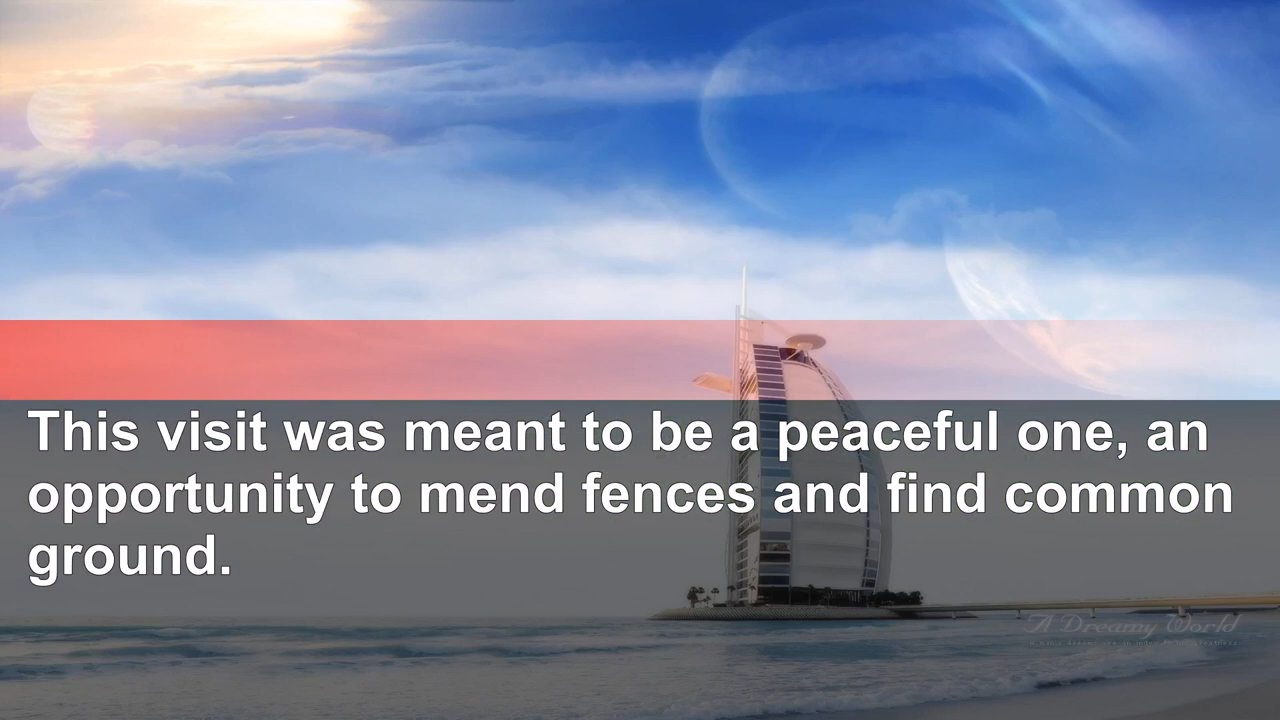 This visit was meant to be a peaceful one, an
opportunity to mend fences and find common
ground.
A Dreamy World